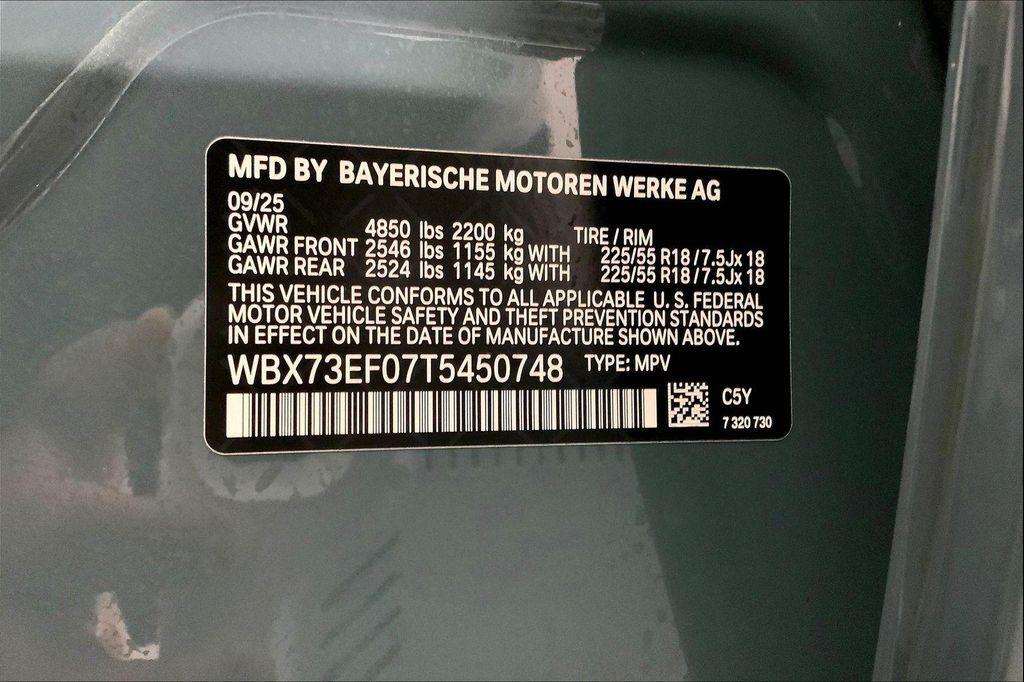 MFD BY BAYERISCHE MOTOREN WERKE AG
09/25
GVWR 4850 lbs 2200 kg TIRE / RIM
GAWR FRONT 2546 lbs 1155 kg WITH 225/55 R18 / 7.5Jx 18
GAWR REAR 2524 lbs 1145 kg WITH 225/55 R18 / 7.5Jx 18
THIS VEHICLE CONFORMS TO ALL APPLICABLE U. S. FEDERAL
MOTOR VEHICLE SAFETY AND THEFT PREVENTION STANDARDS
IN EFFECT ON THE DATE OF MANUFACTURE SHOWN ABOVE.
WBX73EF07T5450748 TYPE: MPV
C5Y
7 320 730